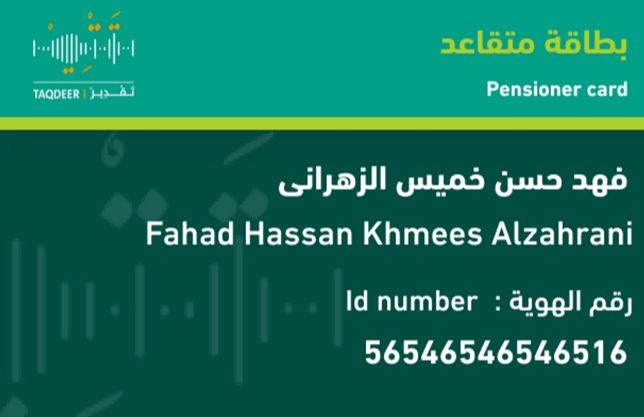 بطاقة متقاعد
Pensioner card
TAQDEER | تقدير
فهد حسن خميس الزهرانى
Fahad Hassan Khmees Alzahrani
رقم الهوية : Id number
56546546546516